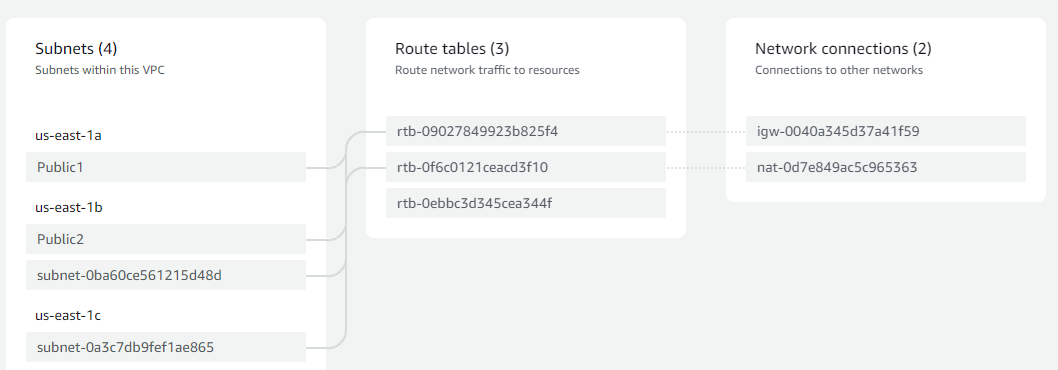 Subnets (4)
Subnets within this VPC
us-east-1a
Public1
us-east-1b
Public2
subnet-0ba60ce561215d48d
us-east-1c
subnet-0a3c7db9fef1ae865
Route tables (3)
Route network traffic to resources
rtb-09027849923b825f4
rtb-0f6c0121ceacd3f10
rtb-0ebbc3d345cea344f
Network connections (2)
Connections to other networks
igw-0040a345d37a41f59
nat-0d7e849ac5c965363